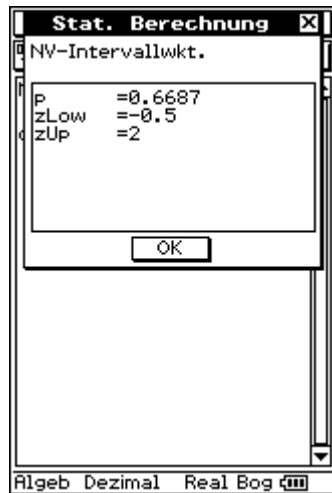 Stat. Berechnung
NV-Intervallwkt.
p =0.6687
zLow =-0.5
zUp =2
OK
Algeb Dezimal Real Bog